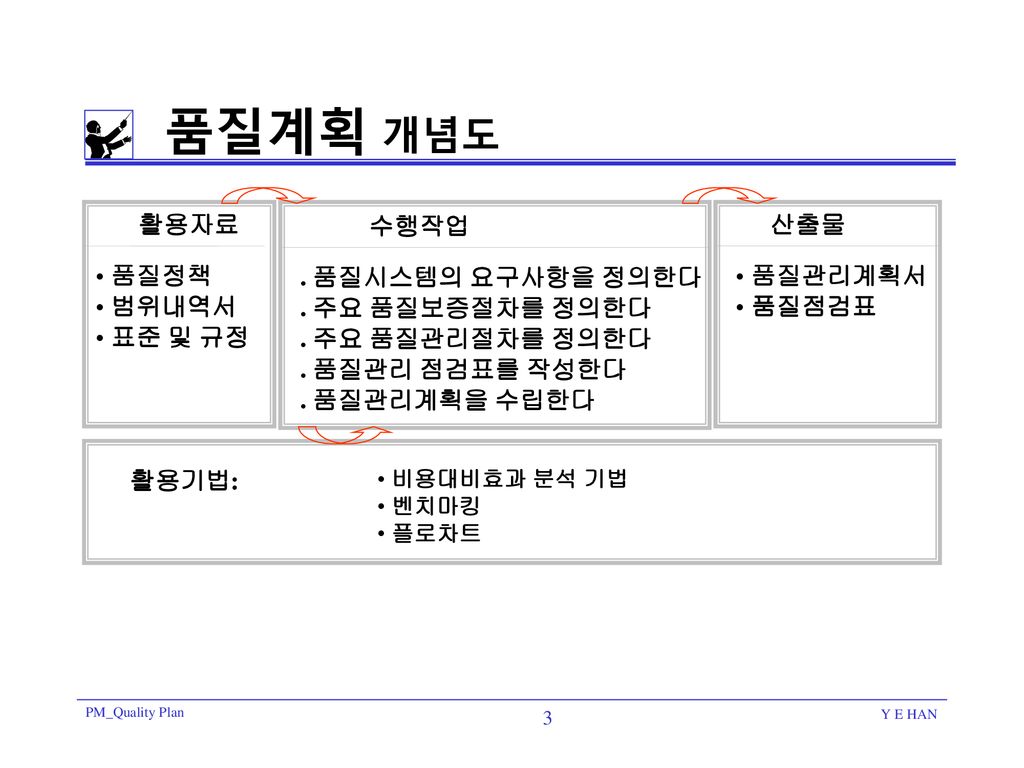 품질계획 개념도
활용자료
• 품질정책
• 범위내역서
• 표준 및 규정
수행작업
. 품질시스템의 요구사항을 정의한다
. 주요 품질보증절차를 정의한다
. 주요 품질관리절차를 정의한다
. 품질관리 점검표를 작성한다
. 품질관리계획을 수립한다
산출물
• 품질관리계획서
• 품질점검표
활용기법:
• 비용대비효과 분석 기법
• 벤치마킹
• 플로차트
PM_Quality Plan
3
Y E HAN